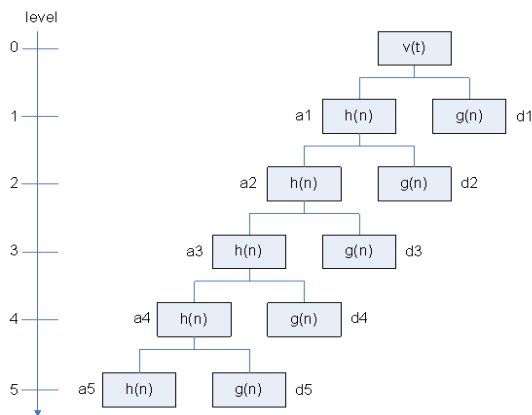 level
0 v(t)
1 a1 h(n) g(n) d1
2 a2 h(n) g(n) d2
3 a3 h(n) g(n) d3
4 a4 h(n) g(n) d4
5 a5 h(n) g(n) d5